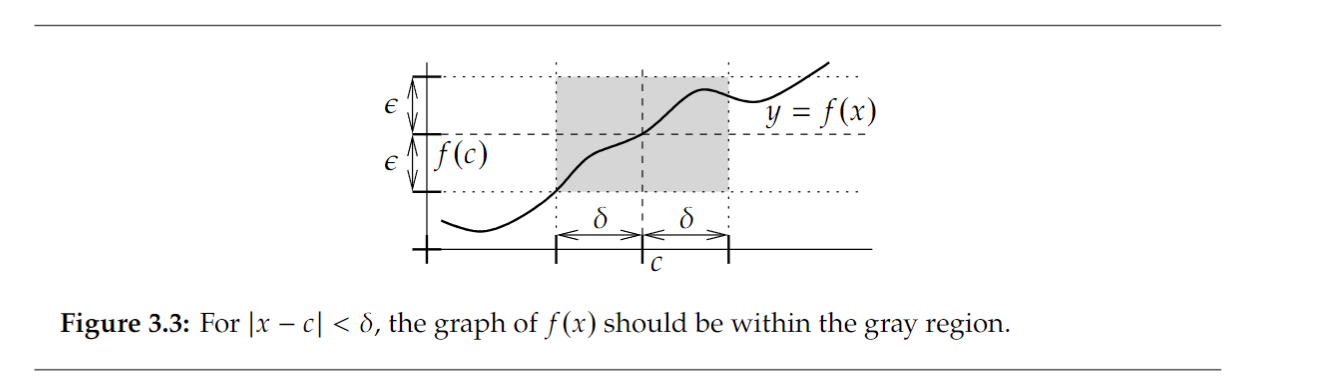 ϵ
y = f(x)
ϵ
f(c)
δ
δ
c
Figure 3.3: For |x − c| < δ, the graph of f(x) should be within the gray region.